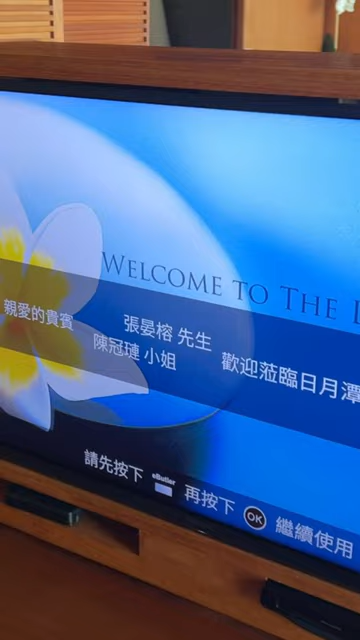 WELCOME TO THE
親愛的貴賓 張晏榕 先生
陳冠璉 小姐
歡迎蒞臨日月潭
請先按下 eButler 再按下 OK 繼續使用